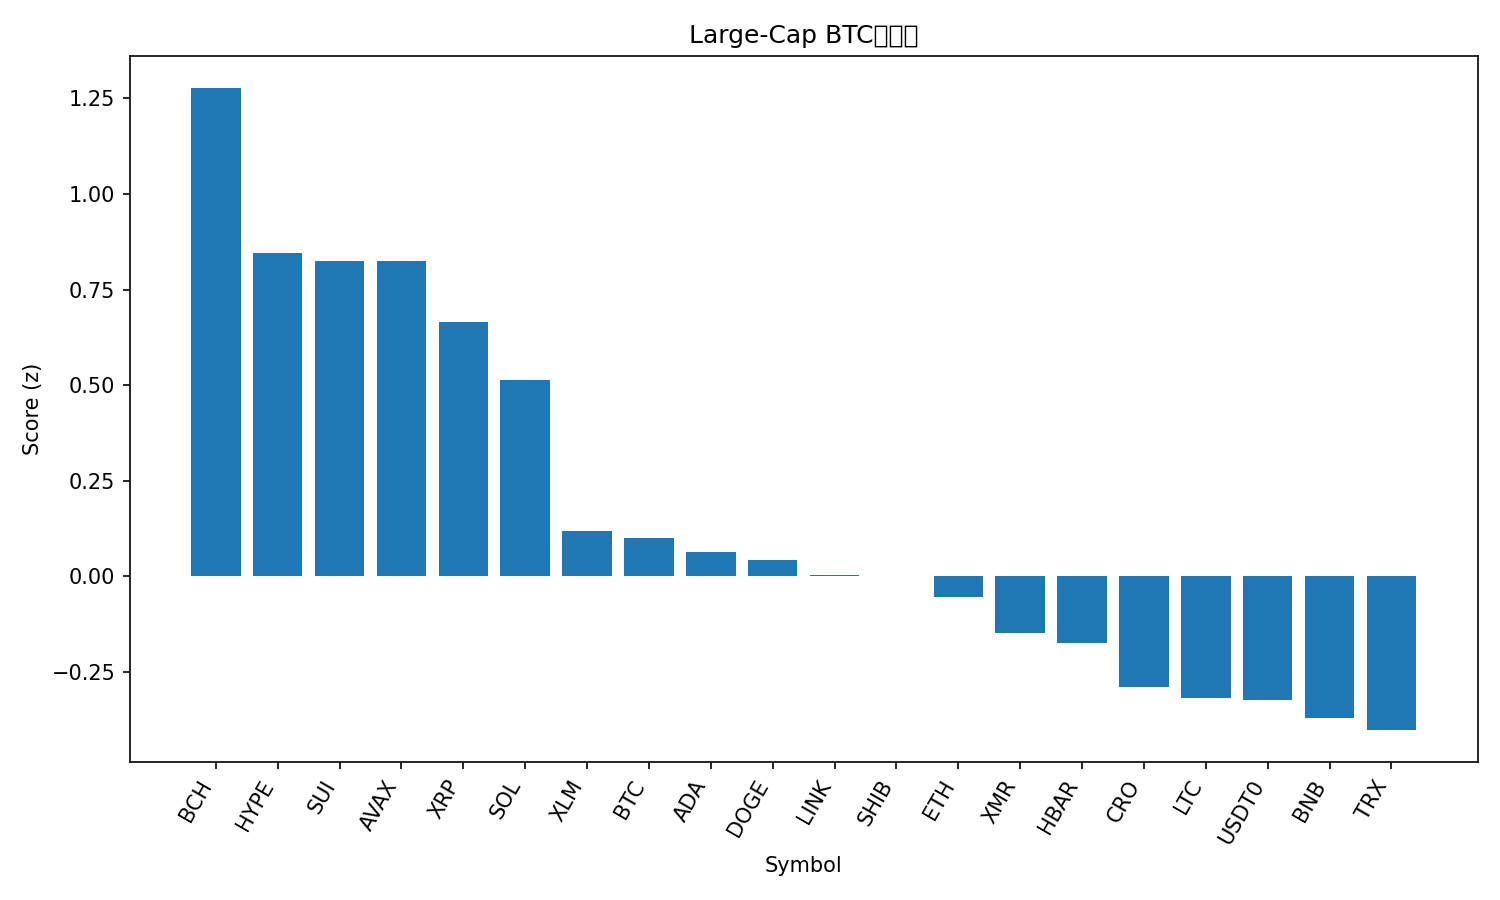 Large-Cap BTC
1.25
1.00
0.75
0.50
0.25
0.00
−0.25
Score (z)
BCH HYPE SUI AVAX XRP SOL XLM BTC ADA DOGE LINK SHIB ETH XMR HBAR CRO LTC USDT0 BNB TRX
Symbol